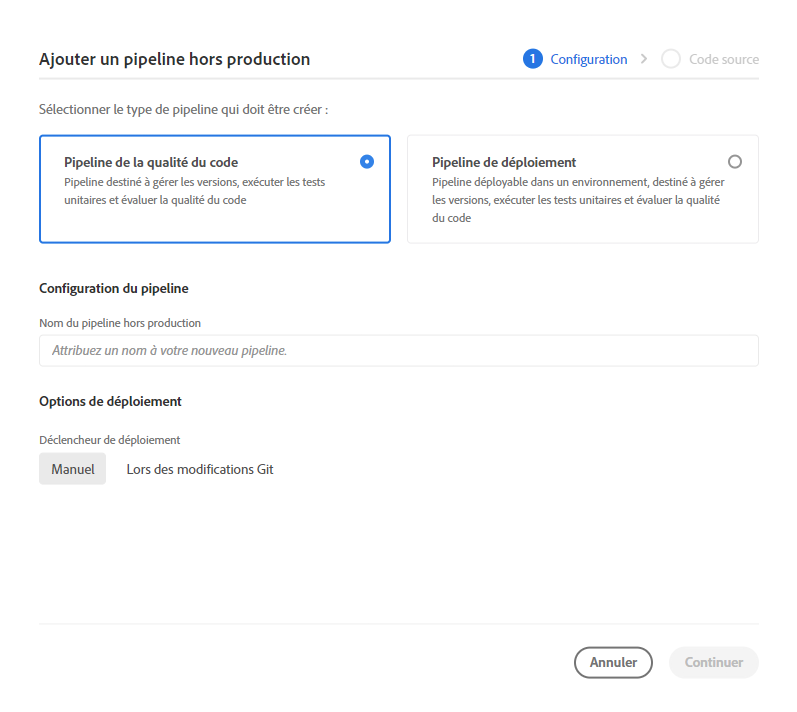 Ajouter un pipeline hors production
1 Configuration > Code source
Sélectionner le type de pipeline qui doit être créer :
Pipeline de la qualité du code
Pipeline destiné à gérer les versions, exécuter les tests
unitaires et évaluer la qualité du code
Pipeline de déploiement
Pipeline déployable dans un environnement, destiné à gérer
les versions, exécuter les tests unitaires et évaluer la qualité
du code
Configuration du pipeline
Nom du pipeline hors production
Attribuez un nom à votre nouveau pipeline.
Options de déploiement
Déclencheur de déploiement
Manuel Lors des modifications Git
Annuler Continuer